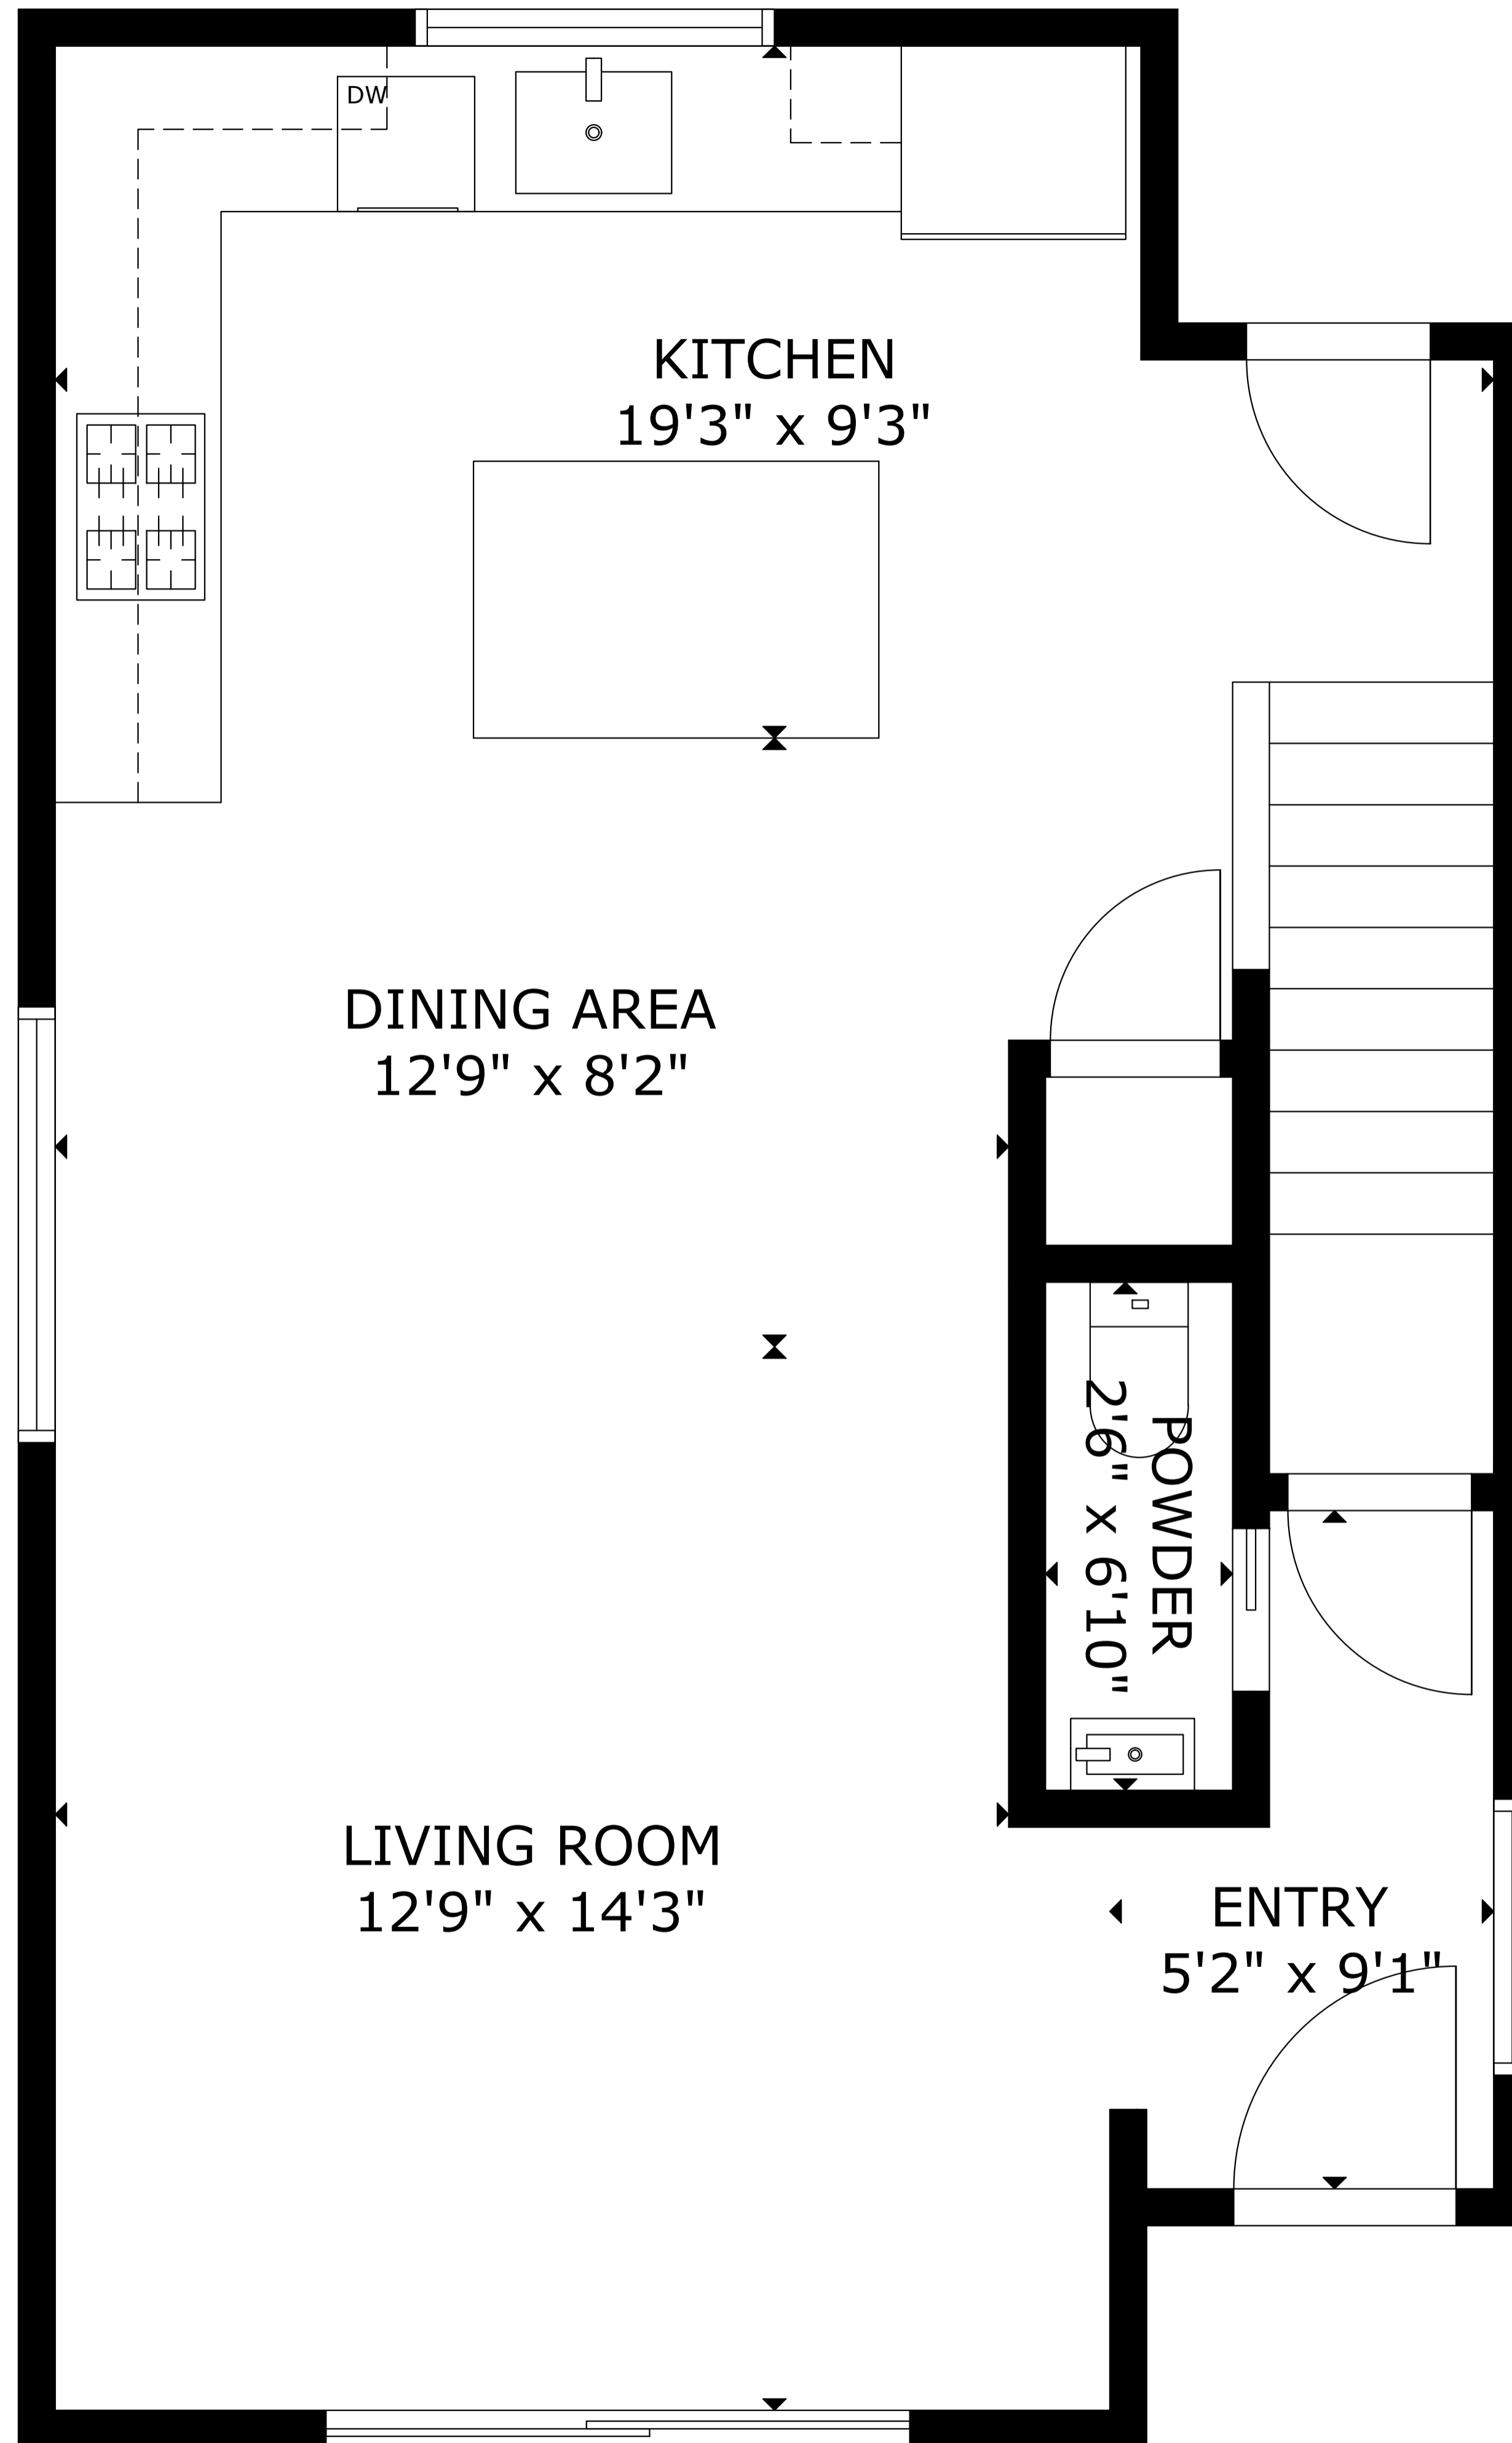 DW
KITCHEN
19'3" x 9'3"
DINING AREA
12'9" x 8'2"
POWDER
2'6" x 6'10"
LIVING ROOM
12'9" x 14'3"
ENTRY
5'2" x 9'1"